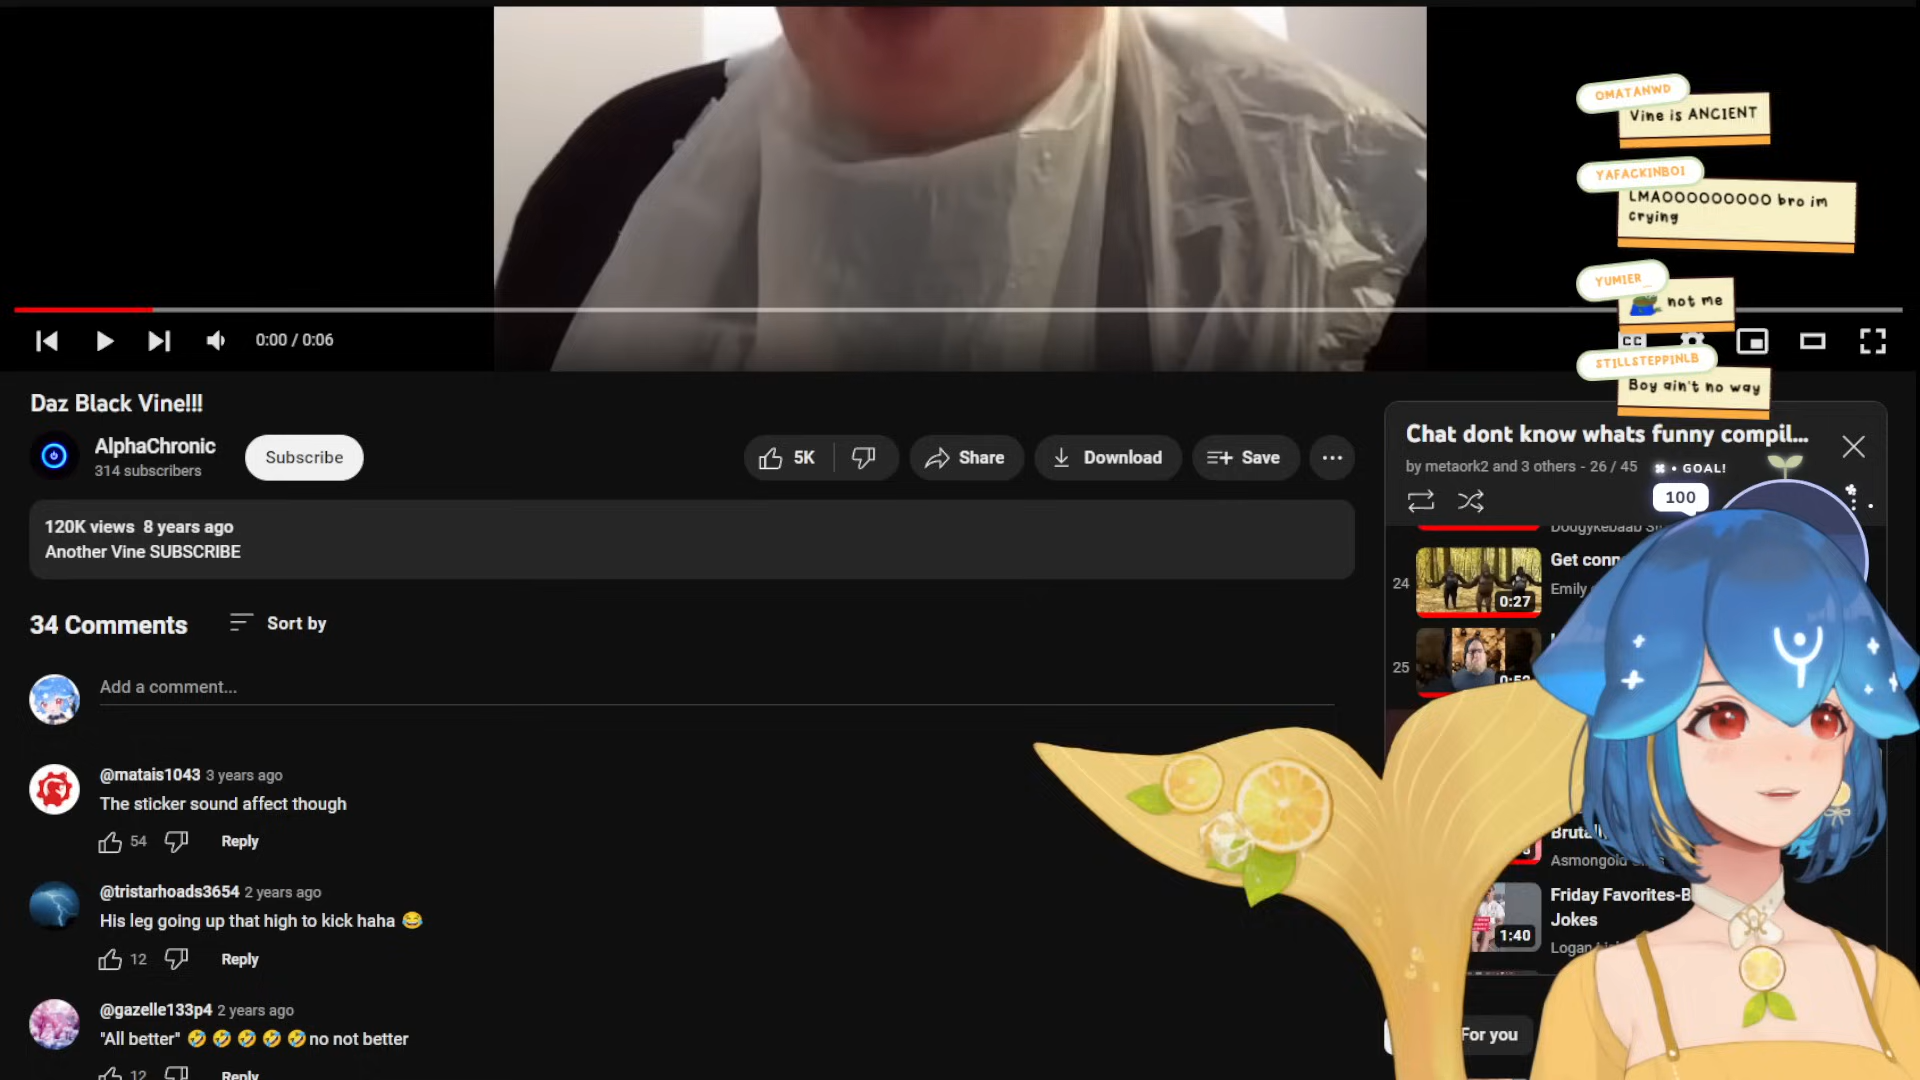 OMATANWD
Vine is ANCIENT
YAFACKINBOI
LMAOOOOOOOOO bro im
crying
YUMIER_
not me
STILLSTEPPINLB
Boy ain't no way
0:00 / 0:06
CC
Daz Black Vine!!!
AlphaChronic
314 subscribers
Subscribe
5K
Share
Download
Save
120K views 8 years ago
Another Vine SUBSCRIBE
34 Comments
Sort by
Add a comment...
@matais1043 3 years ago
The sticker sound affect though
54
Reply
@tristarhoads3654 2 years ago
His leg going up that high to kick haha 😂
12
Reply
@gazelle133p4 2 years ago
"All better" 🤣🤣🤣🤣🤣no not better
12
Reply
Chat dont know whats funny compil...
by metaork2 and 3 others - 26 / 45
• GOAL!
100
24
Get conn
0:27
Emily
25
0:52
Asmongold
Friday Favorites-B
Jokes
1:40
Logan
For you